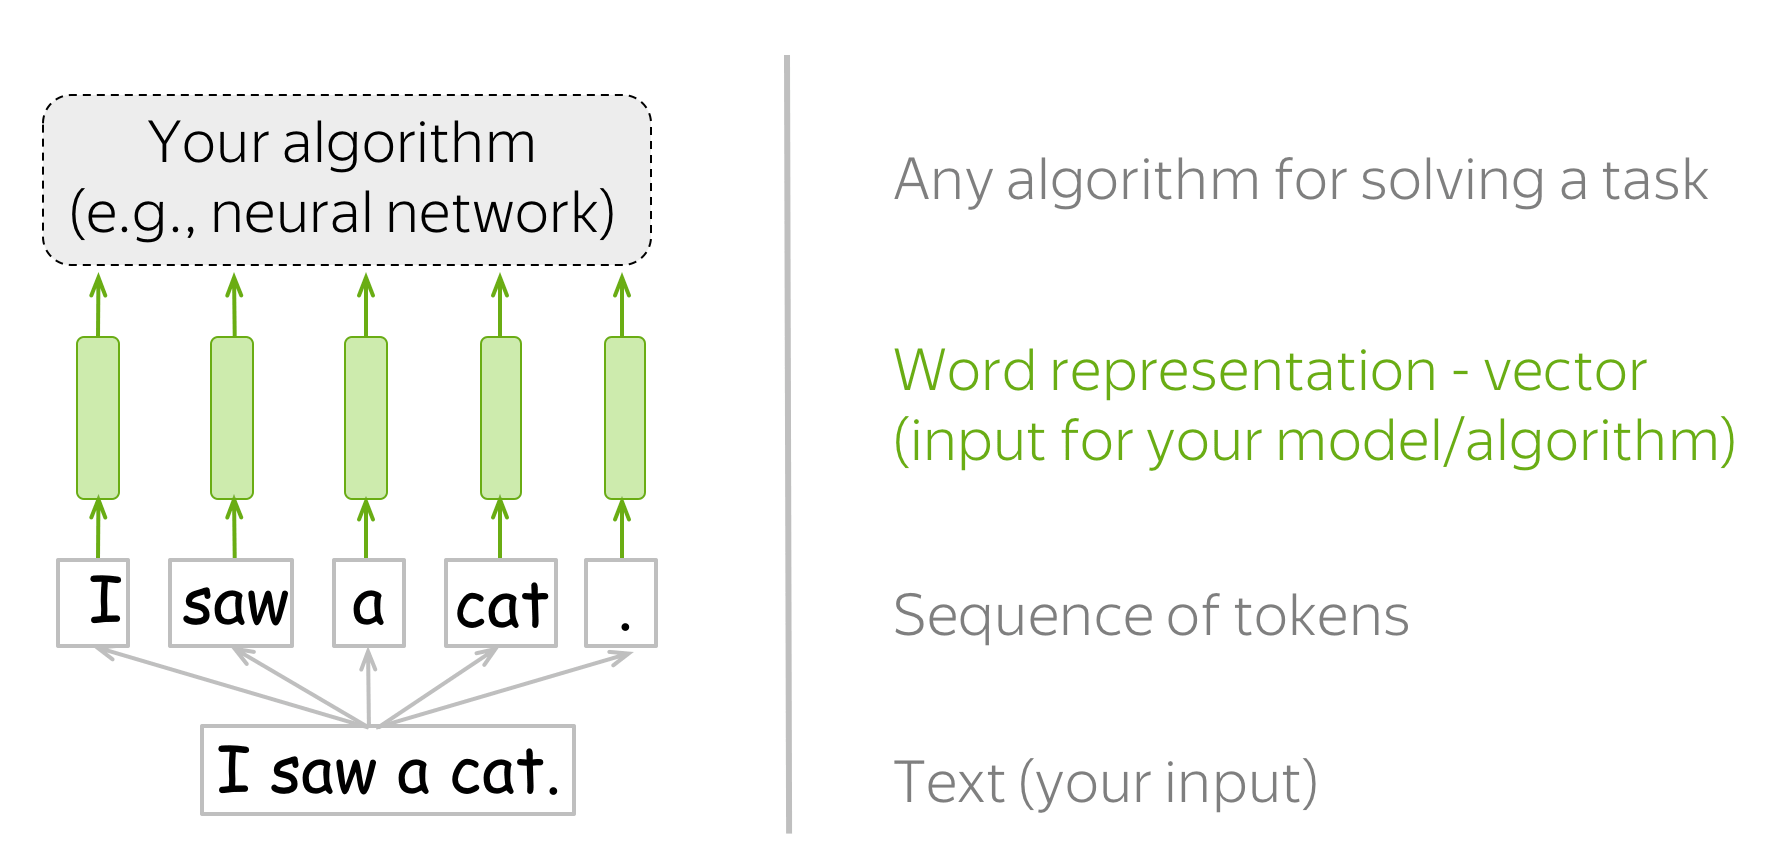 Your algorithm
(e.g., neural network)
Any algorithm for solving a task
Word representation - vector
(input for your model/algorithm)
I saw a cat .
Sequence of tokens
I saw a cat.
Text (your input)